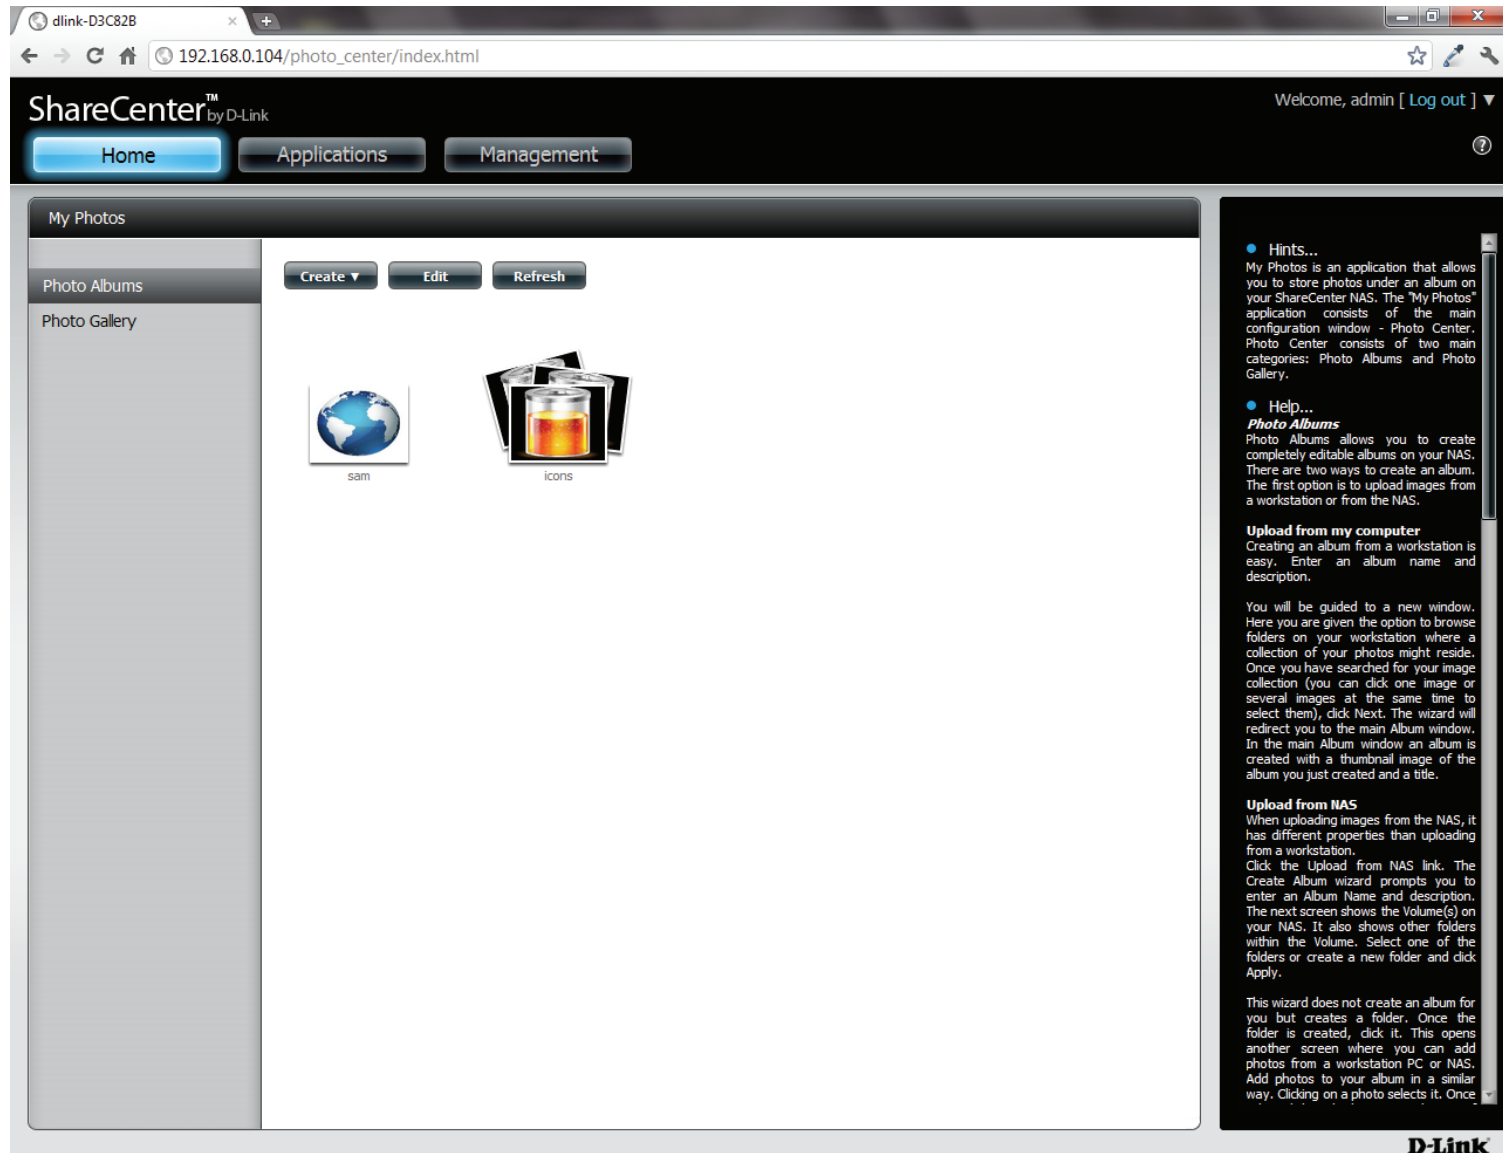 dlink-D3C82B
192.168.0.104/photo_center/index.html
ShareCenter™ by D-Link
Welcome, admin [ Log out ] ▼
Home
Applications
Management
?
My Photos
Photo Albums
Photo Gallery
Create ▼
Edit
Refresh
sam
icons
Hints...
My Photos is an application that allows
you to store photos under an album on
your ShareCenter NAS. The "My Photos"
application consists of the main
configuration window - Photo Center.
Photo Center consists of two main
categories: Photo Albums and Photo
Gallery.
Help...
Photo Albums
Photo Albums allows you to create
completely editable albums on your NAS.
There are two ways to create an album.
The first option is to upload images from
a workstation or from the NAS.
Upload from my computer
Creating an album from a workstation is
easy. Enter an album name and
description.
You will be guided to a new window.
Here you are given the option to browse
folders on your workstation where a
collection of your photos might reside.
Once you have searched for your image
collection (you can click one image or
several images at the same time to
select them), click Next. The wizard will
redirect you to the main Album window.
In the main Album window an album is
created with a thumbnail image of the
album you just created and a title.
Upload from NAS
When uploading images from the NAS, it
has different properties than uploading
from a workstation.
Click the Upload from NAS link. The
Create Album wizard prompts you to
enter an Album Name and description.
The next screen shows the Volume(s) on
your NAS. It also shows other folders
within the Volume. Select one of the
folders or create a new folder and click
Apply.
This wizard does not create an album for
you but creates a folder. Once the
folder is created, click it. This opens
another screen where you can add
photos from a workstation PC or NAS.
Add photos to your album in a similar
way. Clicking on a photo selects it. Once
D-Link